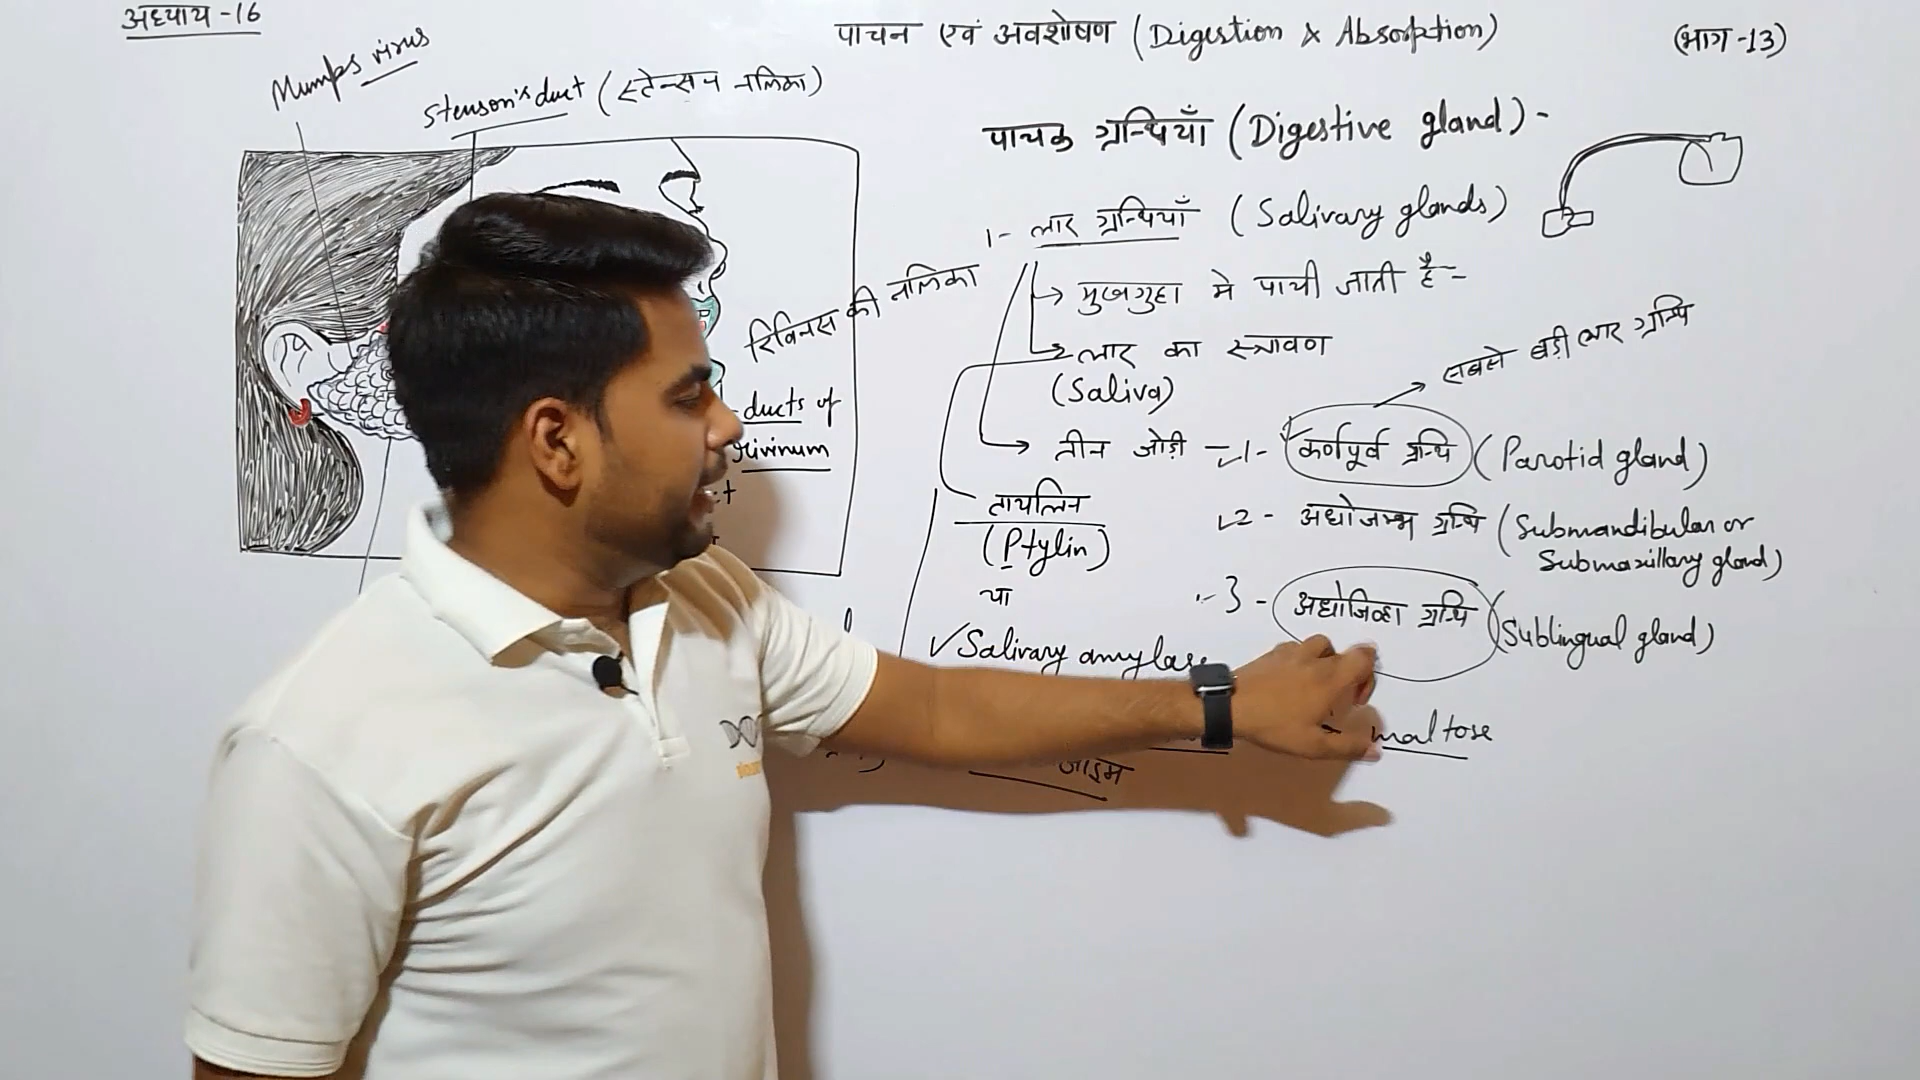 अध्याय -16
पाचन एवं अवशोषण (Digestion & Absorption)
(भाग -13)
Mumps virus
Stenson's duct (स्टेन्सन नलिका)
रिविनस की नलिका
ducts of
rivinum
पाचक ग्रन्थियाँ (Digestive gland) -
1- लार ग्रन्थियाँ (Salivary glands)
मुखगुहा मे पायी जाती है -
लार का स्त्रावण
(Saliva)
सबसे बड़ी लार ग्रन्थि
तीन जोड़ी - 1- कर्णपूर्व ग्रन्थि (Parotid gland)
2- अधोजम्भ ग्रन्थि (Submandibular or
Submaxillary gland)
3- अधोजिव्हा ग्रन्थि (Sublingual gland)
तायलिन
(Ptylin)
या
Salivary amylase
maltose
जाइम